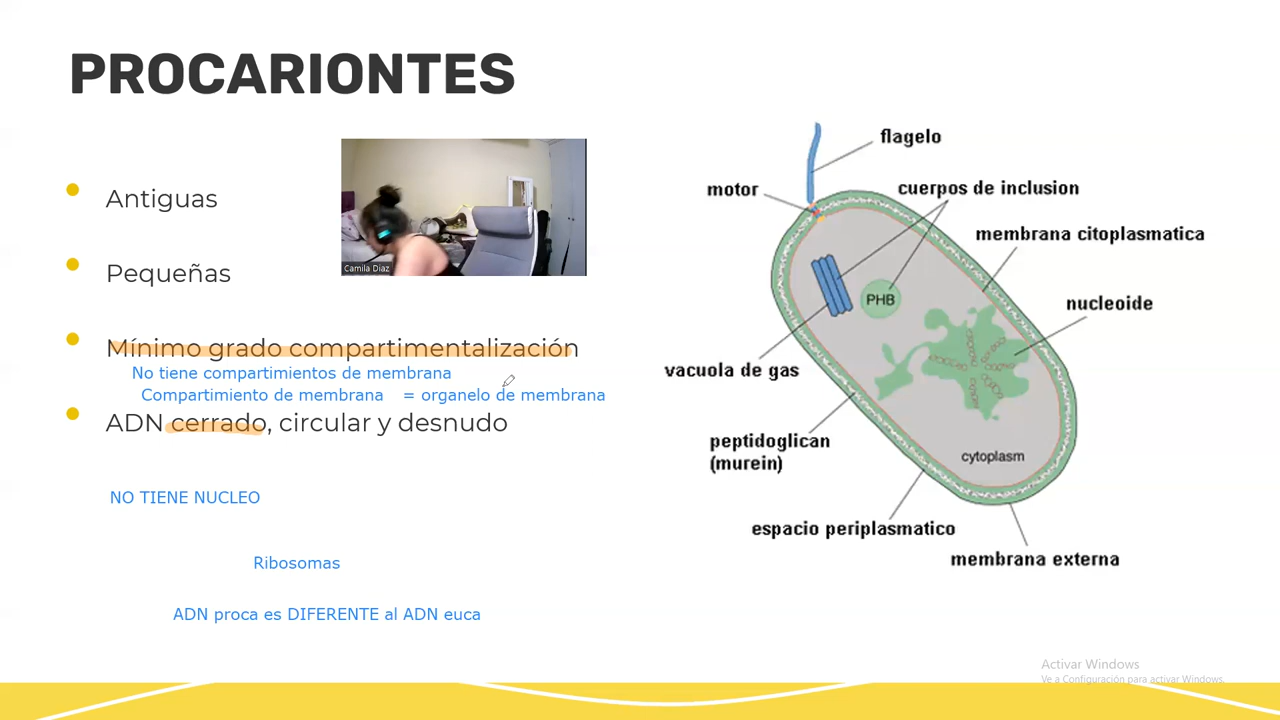 PROCARIONTES
Antiguas
Camila Diaz
Pequeñas
Mínimo grado compartimentalización
No tiene compartimientos de membrana
Compartimiento de membrana = organelo de membrana
ADN cerrado, circular y desnudo
NO TIENE NUCLEO
Ribosomas
ADN proca es DIFERENTE al ADN euca
flagelo
motor
cuerpos de inclusion
membrana citoplasmatica
nucleoide
PHB
vacuola de gas
peptidoglican
(murein)
cytoplasm
espacio periplasmatico
membrana externa
Activar Windows
Ve a Configuración para activar Windows.